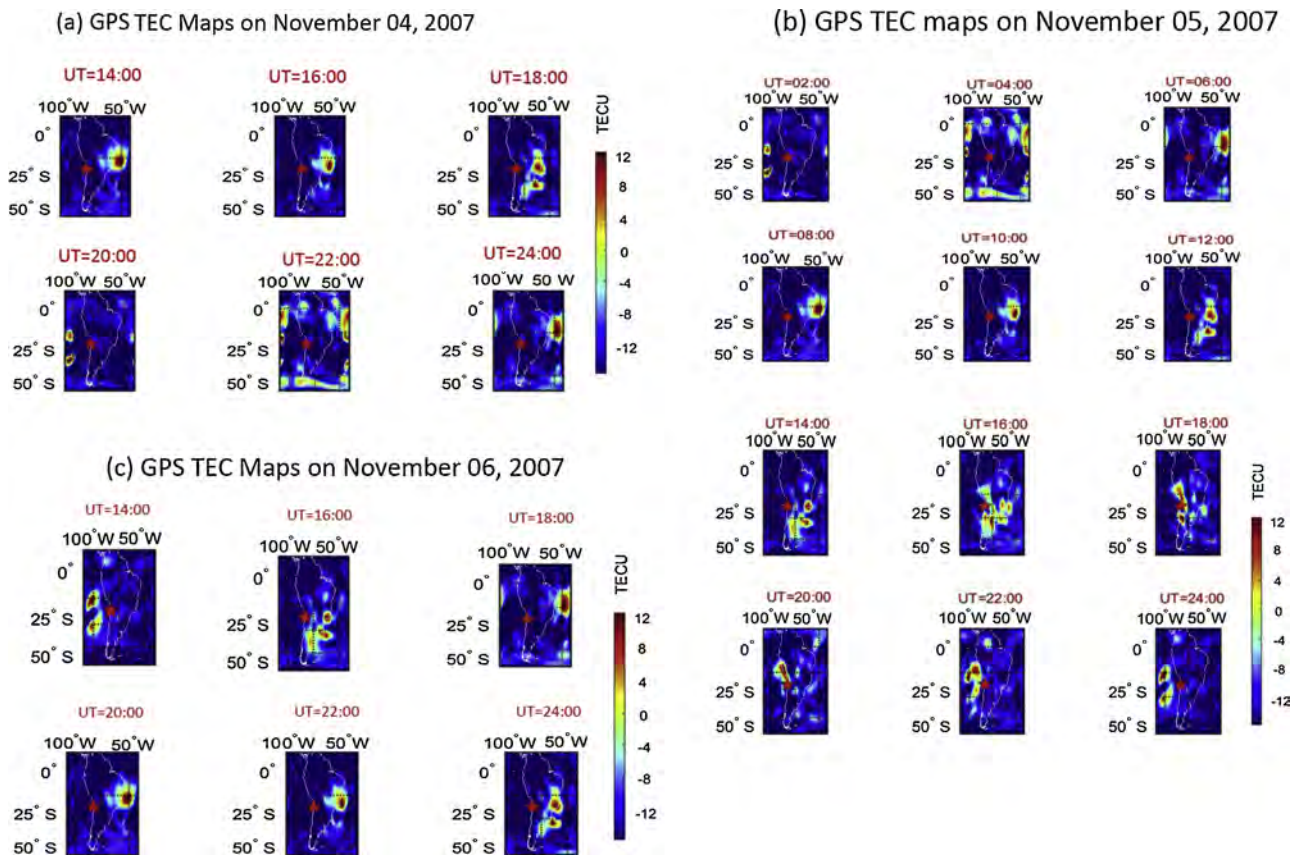 (a) GPS TEC Maps on November 04, 2007
UT=14:00 UT=16:00 UT=18:00
100°W 50°W 100°W 50°W 100°W 50°W
0° 0° 0°
25° S 25° S 25° S
50° S 50° S 50° S
UT=20:00 UT=22:00 UT=24:00
100°W 50°W 100°W 50°W 100°W 50°W
0° 0° 0°
25° S 25° S 25° S
50° S 50° S 50° S
TECU
12
8
4
0
-4
-8
-12
(b) GPS TEC maps on November 05, 2007
UT=02:00 UT=04:00 UT=06:00
100°W 50°W 100°W 50°W 100°W 50°W
0° 0° 0°
25° S 25° S 25° S
50° S 50° S 50° S
UT=08:00 UT=10:00 UT=12:00
100°W 50°W 100°W 50°W 100°W 50°W
0° 0° 0°
25° S 25° S 25° S
50° S 50° S 50° S
UT=14:00 UT=16:00 UT=18:00
100°W 50°W 100°W 50°W 100°W 50°W
0° 0° 0°
25° S 25° S 25° S
50° S 50° S 50° S
UT=20:00 UT=22:00 UT=24:00
100°W 50°W 100°W 50°W 100°W 50°W
0° 0° 0°
25° S 25° S 25° S
50° S 50° S 50° S
TECU
12
8
4
0
-4
-8
-12
(c) GPS TEC Maps on November 06, 2007
UT=14:00 UT=16:00 UT=18:00
100°W 50°W 100°W 50°W 100°W 50°W
0° 0° 0°
25° S 25° S 25° S
50° S 50° S 50° S
UT=20:00 UT=22:00 UT=24:00
100°W 50°W 100°W 50°W 100°W 50°W
0° 0° 0°
25° S 25° S 25° S
50° S 50° S 50° S
TECU
12
8
4
0
-4
-8
-12